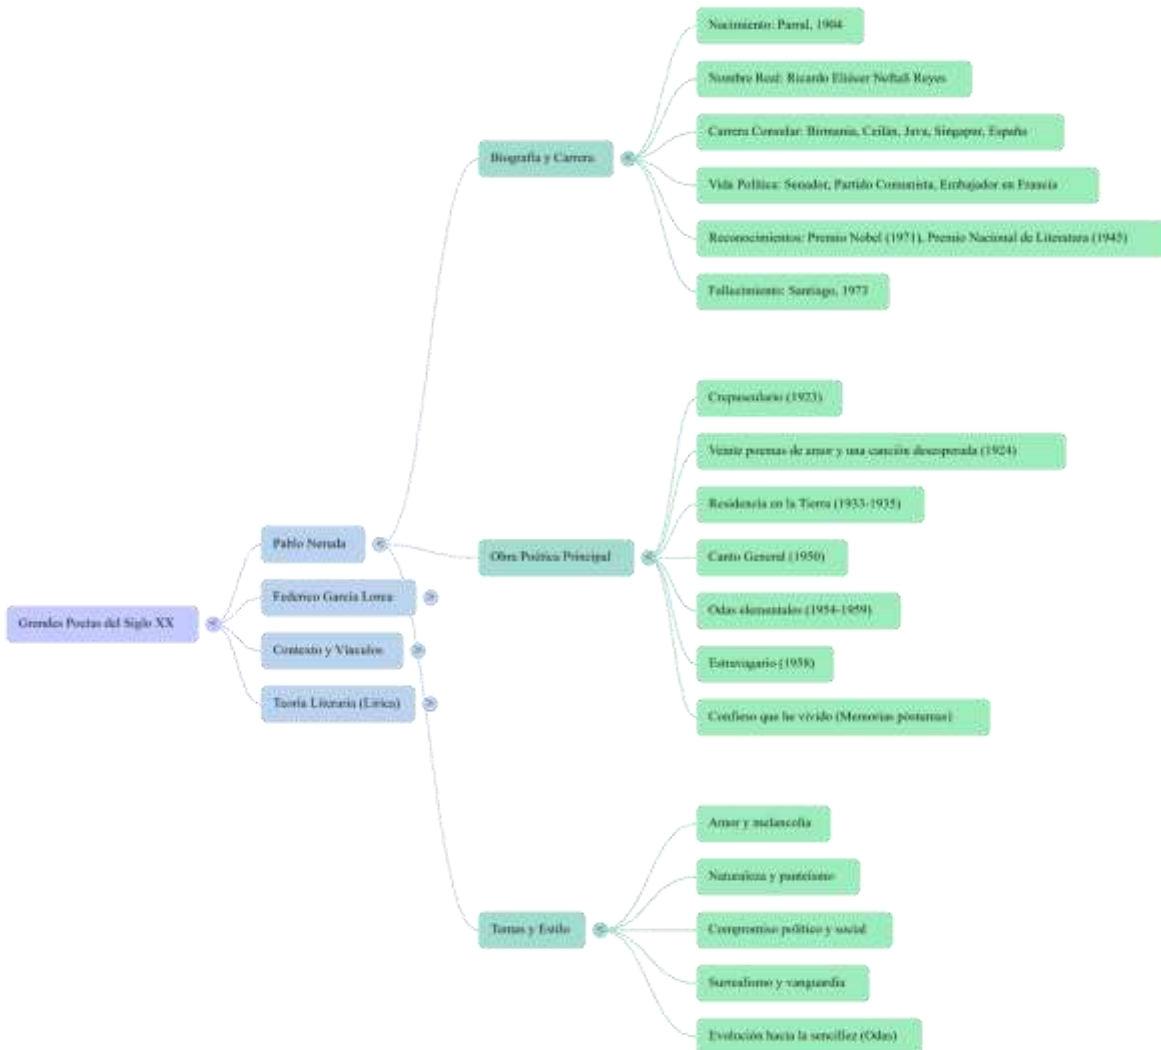 Grandes Poetas del Siglo XX
Pablo Neruda
Biografía y Carrera
Nacimiento: Parral, 1904
Nombre Real: Ricardo Eliécer Neftalí Reyes
Carrera Consular: Birmania, Ceilán, Java, Singapur, España
Vida Política: Senador, Partido Comunista, Embajador en Francia
Reconocimientos: Premio Nobel (1971), Premio Nacional de Literatura (1945)
Fallecimiento: Santiago, 1973
Obra Poética Principal
Crepusculario (1923)
Veinte poemas de amor y una canción desesperada (1924)
Residencia en la Tierra (1933-1935)
Canto General (1950)
Odas elementales (1954-1959)
Estravagario (1958)
Confieso que he vivido (Memorias póstumas)
Temas y Estilo
Amor y melancolía
Naturaleza y panteísmo
Compromiso político y social
Surrealismo y vanguardia
Evolución hacia la sencillez (Odas)
Federico García Lorca
Contexto y Vínculos
Teoría Literaria (Lírica)